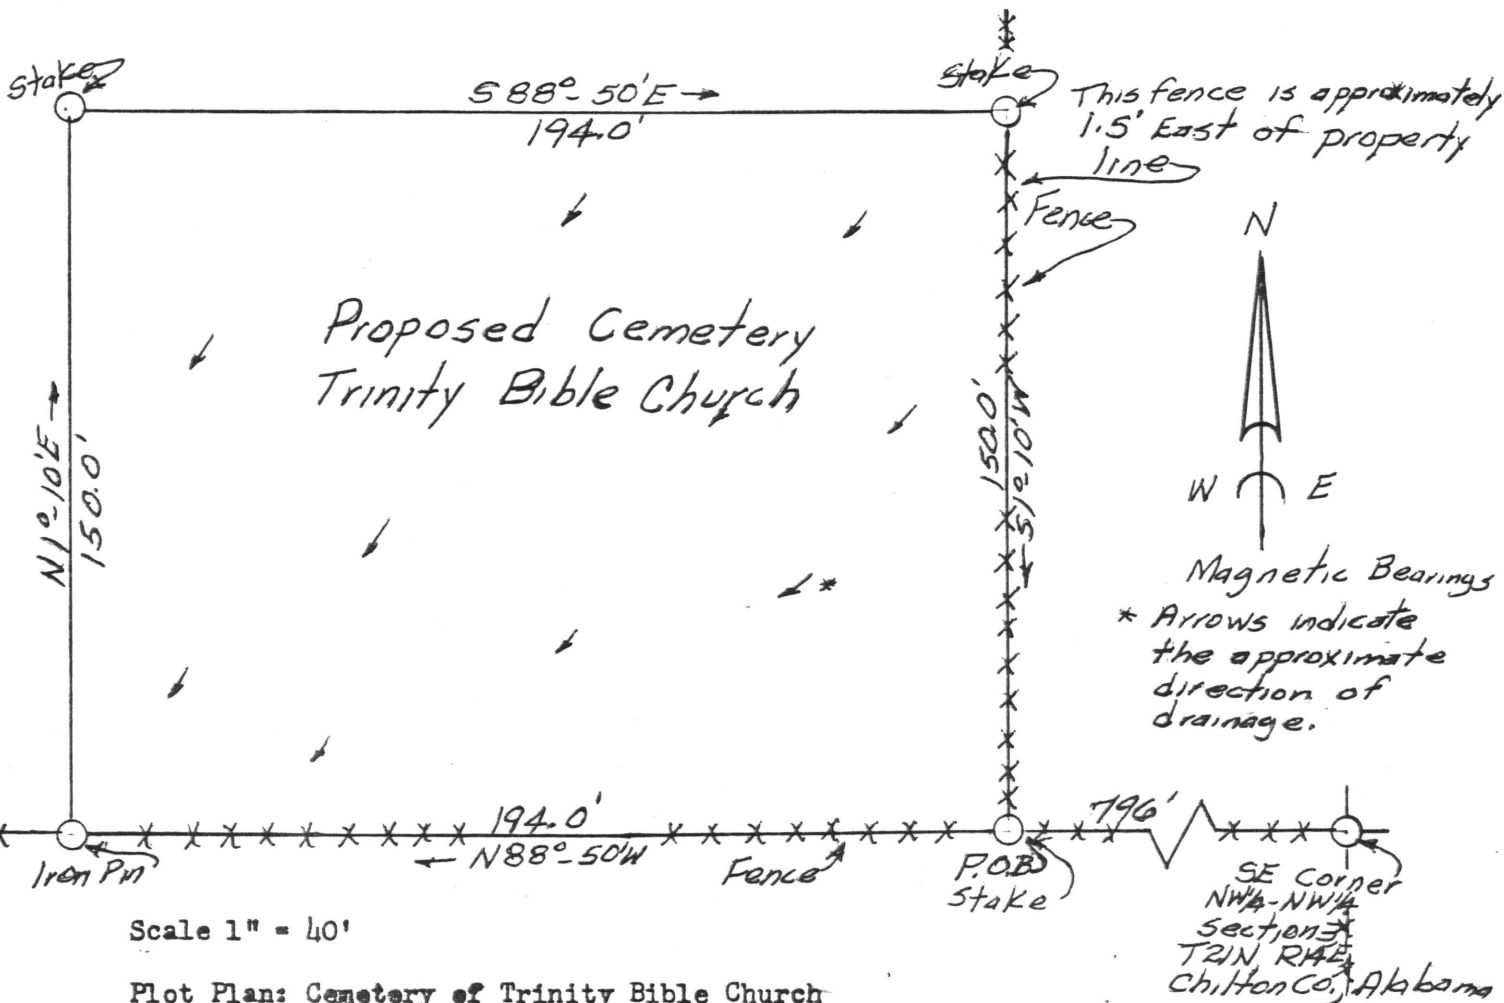 Stake
S 88°-50'E
194.0'
Stake
This fence is approximately
1.5' East of property
line
Fence
N
W E
Magnetic Bearings
* Arrows indicate
the approximate
direction of
drainage.
Proposed Cemetery
Trinity Bible Church
N 1°-10'E
150.0'
150.0'
S 1°-10'W
*
194.0'
N 88°-50'W
Iron Pin
Fence
P.O.B.
Stake
796'
SE Corner
NW¼-NW¼
Section
T21N, R14E
Chilton Co., Alabama
Scale 1" = 40'
Plot Plan: Cemetery of Trinity Bible Church